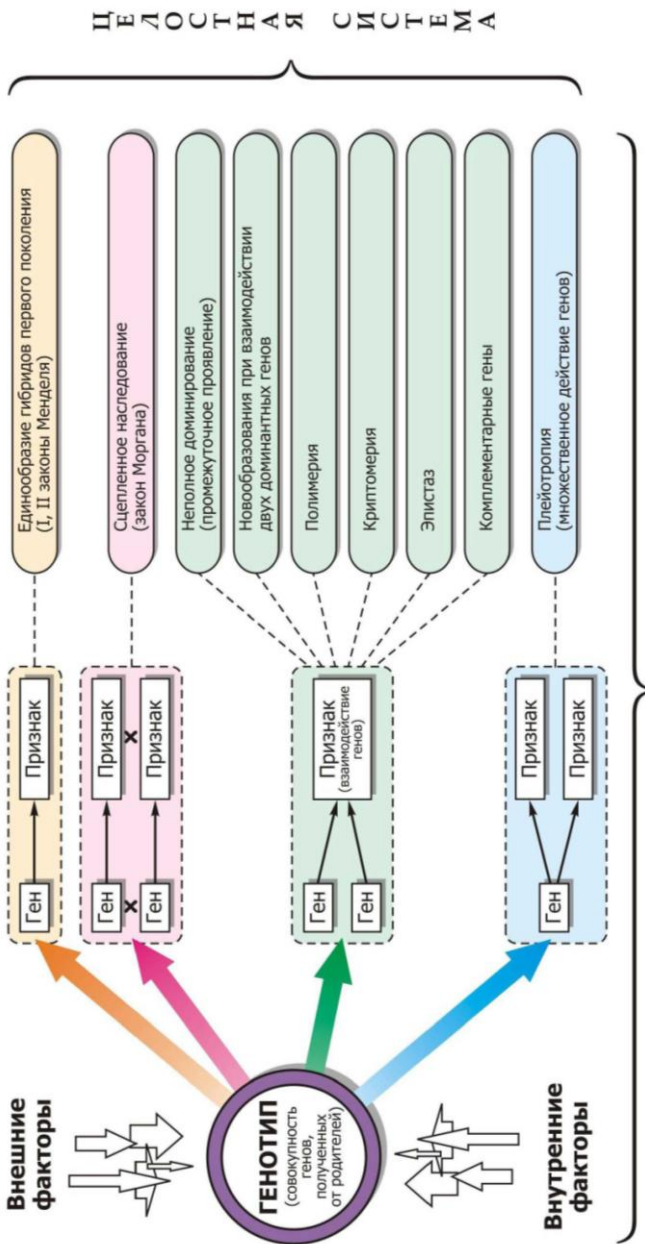 Внешние
факторы
ГЕНОТИП
(совокупность
генов,
полученных
от родителей)
Внутренние
факторы
Ген
Признак
Ген
Признак
х
х
Ген
Признак
Ген
Ген
Признак
(взаимодействие
генов)
Ген
Признак
Признак
Единообразие гибридов первого поколения
(I, II законы Менделя)
Сцепленное наследование
(закон Моргана)
Неполное доминирование
(промежуточное проявление)
Новообразования при взаимодействии
двух доминантных генов
Полимерия
Криптомерия
Эпистаз
Комплементарные гены
Плейотропия
(множественное действие генов)
ЦЕЛОСТНАЯ СИСТЕМА